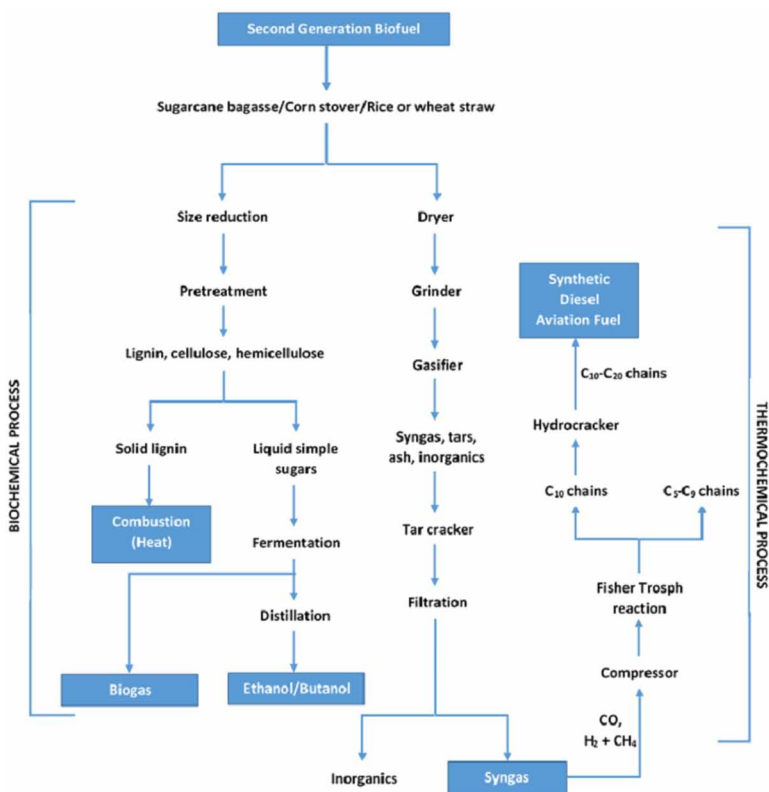 Second Generation Biofuel
Sugarcane bagasse/Corn stover/Rice or wheat straw
BIOCHEMICAL PROCESS
Size reduction
Pretreatment
Lignin, cellulose, hemicellulose
Solid lignin
Combustion
(Heat)
Liquid simple
sugars
Fermentation
Distillation
Biogas
Ethanol/Butanol
Dryer
Grinder
Gasifier
Syngas, tars,
ash, inorganics
Tar cracker
Filtration
Inorganics
Syngas
CO,
H₂ + CH₄
Compressor
Fisher Trosph
reaction
C₁₀ chains
C₅-C₉ chains
Hydrocracker
C₁₀-C₂₀ chains
Synthetic
Diesel
Aviation Fuel
THERMOCHEMICAL PROCESS